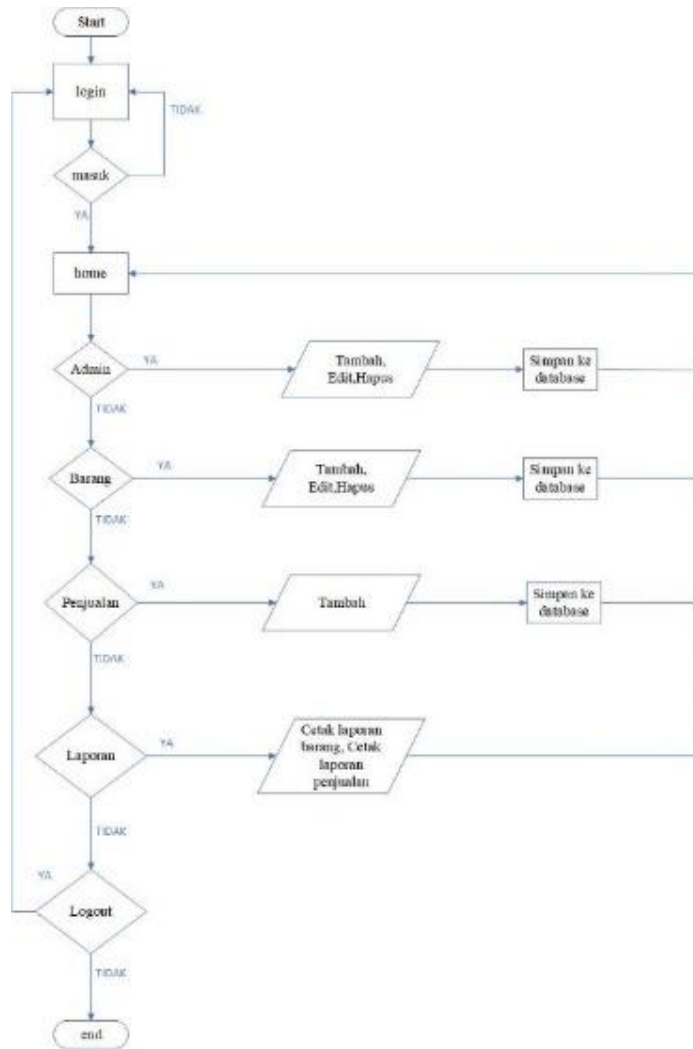 Start
login
TIDAK
masuk
YA
home
Admin
YA
Tambah,
Edit,Hapus
Simpan ke
database
TIDAK
Barang
YA
Tambah,
Edit,Hapus
Simpan ke
database
TIDAK
Penjualan
YA
Tambah
Simpan ke
database
TIDAK
Laporan
YA
Cetak laporan
barang, Cetak
laporan
penjualan
TIDAK
YA
Logout
TIDAK
end